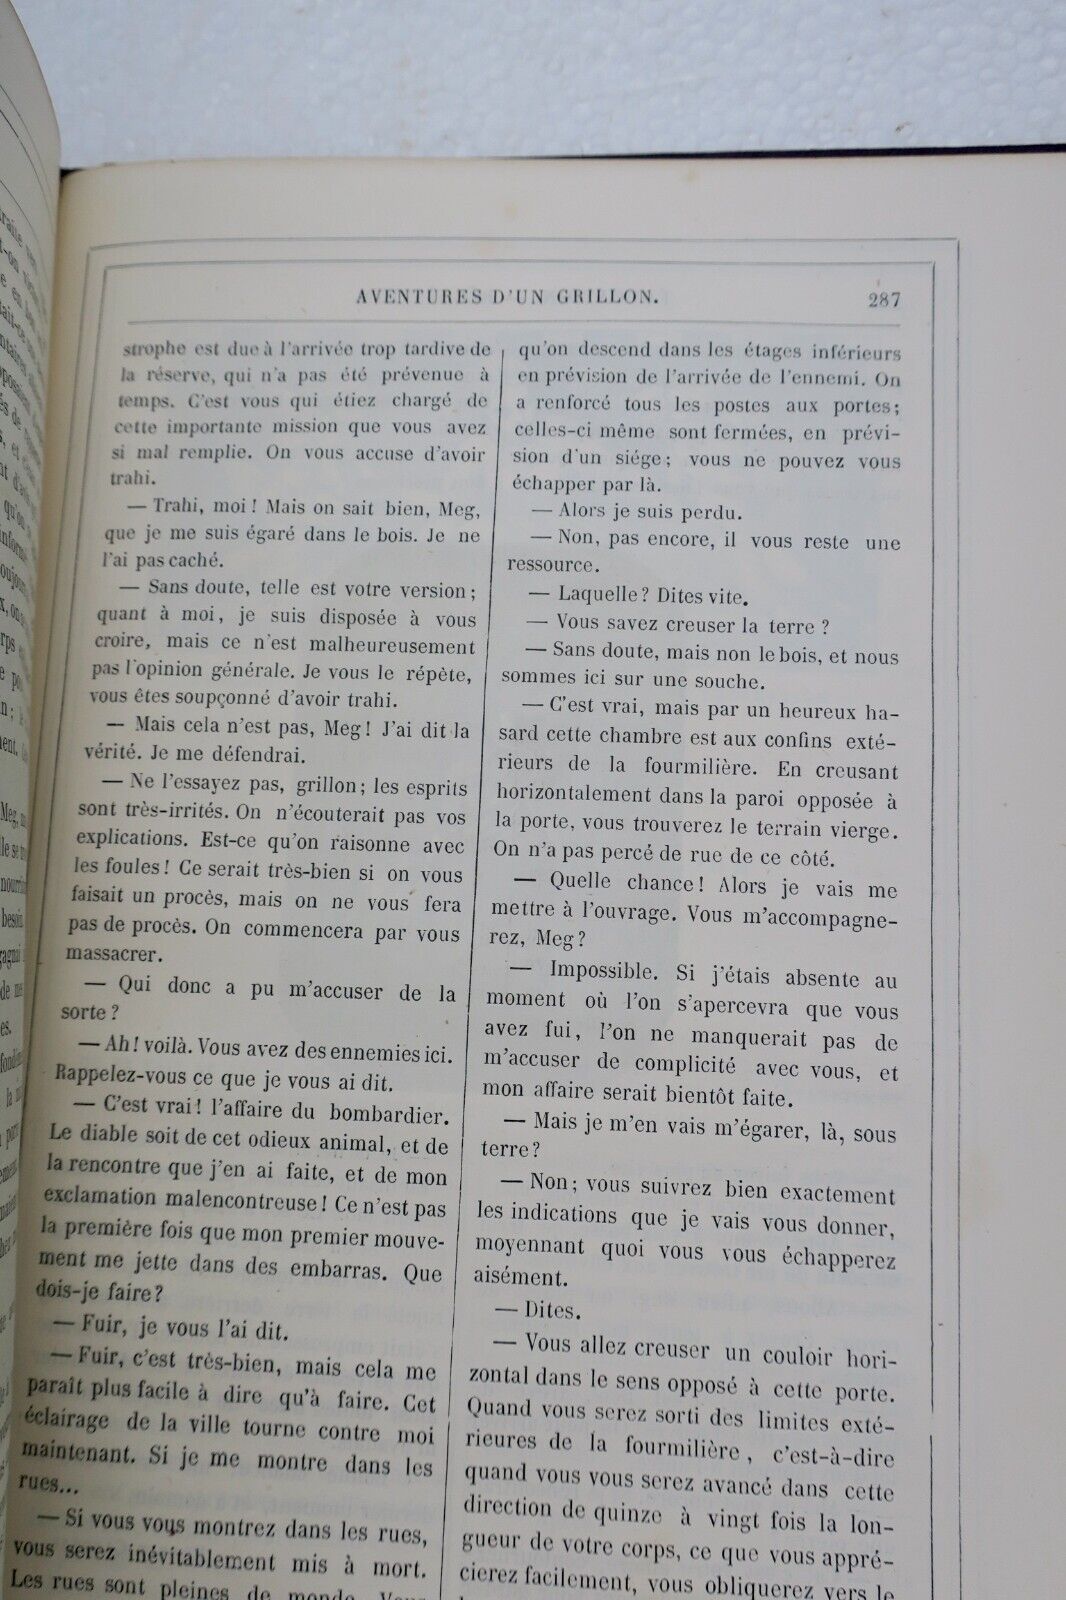 AVENTURES D'UN GRILLON.
287
strophe est due à l'arrivée trop tardive de
la réserve, qui n'a pas été prévenue à
temps. C'est vous qui étiez chargé de
cette importante mission que vous avez
si mal remplie. On vous accuse d'avoir
trahi.
— Trahi, moi! Mais on sait bien, Meg,
que je me suis égaré dans le bois. Je ne
l'ai pas caché.
— Sans doute, telle est votre version;
quant à moi, je suis disposée à vous
croire, mais ce n'est malheureusement
pas l'opinion générale. Je vous le répète,
vous êtes soupçonné d'avoir trahi.
— Mais cela n'est pas, Meg! J'ai dit la
vérité. Je me défendrai.
— Ne l'essayez pas, grillon; les esprits
sont très-irrités. On n'écouterait pas vos
explications. Est-ce qu'on raisonne avec
les foules! Ce serait très-bien si on vous
faisait un procès, mais on ne vous fera
pas de procès. On commencera par vous
massacrer.
— Qui donc a pu m'accuser de la
sorte?
— Ah! voilà. Vous avez des ennemies ici.
Rappelez-vous ce que je vous ai dit.
— C'est vrai! l'affaire du bombardier.
Le diable soit de cet odieux animal, et de
la rencontre que j'en ai faite, et de mon
exclamation malencontreuse! Ce n'est pas
la première fois que mon premier mouve-
ment me jette dans des embarras. Que
dois-je faire?
— Fuir, je vous l'ai dit.
— Fuir, c'est très-bien, mais cela me
paraît plus facile à dire qu'à faire. Cet
éclairage de la ville tourne contre moi
maintenant. Si je me montre dans les
rues...
— Si vous vous montrez dans les rues,
vous serez inévitablement mis à mort.
Les rues sont pleines de monde. Vous
qu'on descend dans les étages inférieurs
en prévision de l'arrivée de l'ennemi. On
a renforcé tous les postes aux portes;
celles-ci même sont fermées, en prévi-
sion d'un siége; vous ne pouvez vous
échapper par là.
— Alors je suis perdu.
— Non, pas encore, il vous reste une
ressource.
— Laquelle? Dites vite.
— Vous savez creuser la terre?
— Sans doute, mais non le bois, et nous
sommes ici sur une souche.
— C'est vrai, mais par un heureux ha-
sard cette chambre est aux confins exté-
rieurs de la fourmilière. En creusant
horizontalement dans la paroi opposée à
la porte, vous trouverez le terrain vierge.
On n'a pas percé de rue de ce côté.
— Quelle chance! Alors je vais me
mettre à l'ouvrage. Vous m'accompagne-
rez, Meg?
— Impossible. Si j'étais absente au
moment où l'on s'apercevra que vous
avez fui, l'on ne manquerait pas de
m'accuser de complicité avec vous, et
mon affaire serait bientôt faite.
— Mais je m'en vais m'égarer, là, sous
terre?
— Non; vous suivrez bien exactement
les indications que je vais vous donner,
moyennant quoi vous vous échapperez
aisément.
— Dites.
— Vous allez creuser un couloir hori-
zontal dans le sens opposé à cette porte.
Quand vous serez sorti des limites exté-
rieures de la fourmilière, c'est-à-dire
quand vous vous serez avancé dans cette
direction de quinze à vingt fois la lon-
gueur de votre corps, ce que vous appré-
cierez facilement, vous obliquerez vers le